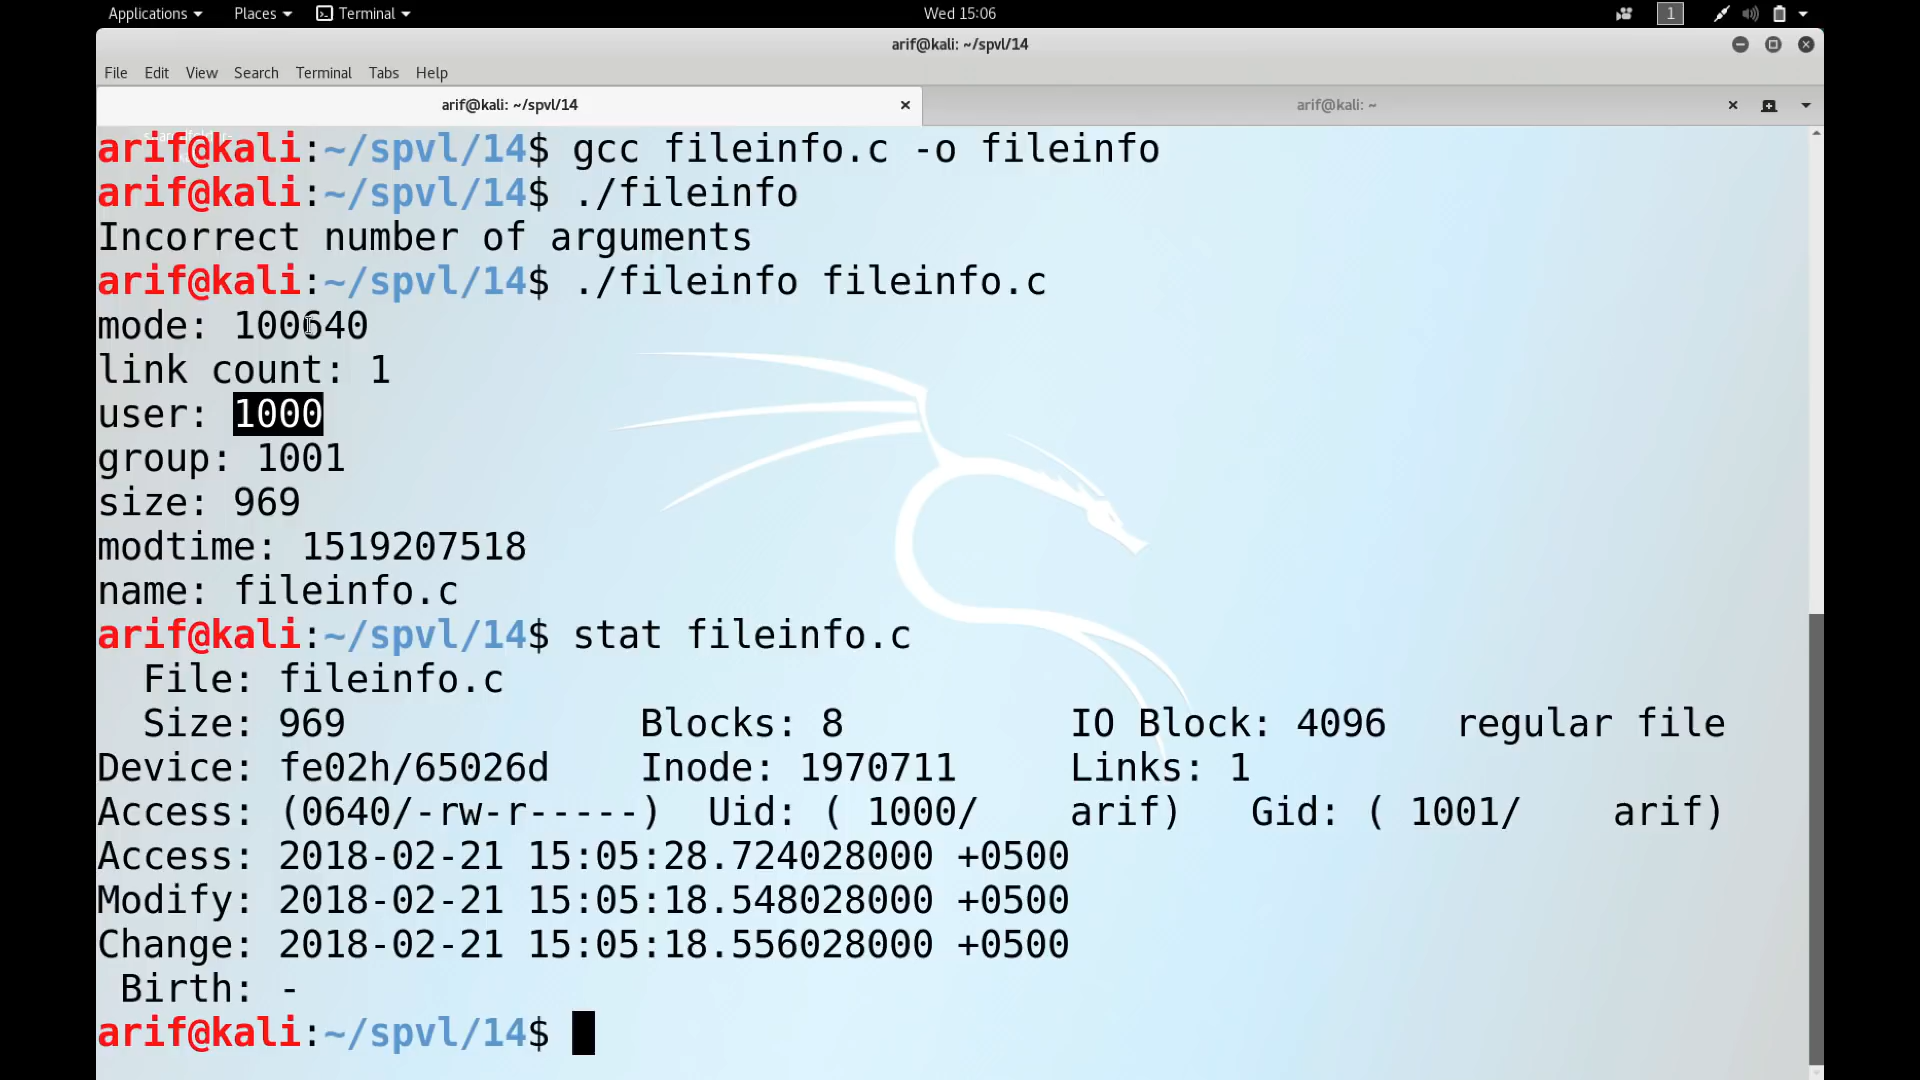 Applications Places Terminal Wed 15:06 1
arif@kali: ~/spvl/14
File Edit View Search Terminal Tabs Help
arif@kali: ~/spvl/14 arif@kali: ~
arif@kali:~/spvl/14$ gcc fileinfo.c -o fileinfo
arif@kali:~/spvl/14$ ./fileinfo
Incorrect number of arguments
arif@kali:~/spvl/14$ ./fileinfo fileinfo.c
mode: 100640
link count: 1
user: 1000
group: 1001
size: 969
modtime: 1519207518
name: fileinfo.c
arif@kali:~/spvl/14$ stat fileinfo.c
File: fileinfo.c
Size: 969 Blocks: 8 IO Block: 4096 regular file
Device: fe02h/65026d Inode: 1970711 Links: 1
Access: (0640/-rw-r-----) Uid: ( 1000/ arif) Gid: ( 1001/ arif)
Access: 2018-02-21 15:05:28.724028000 +0500
Modify: 2018-02-21 15:05:18.548028000 +0500
Change: 2018-02-21 15:05:18.556028000 +0500
Birth: -
arif@kali:~/spvl/14$